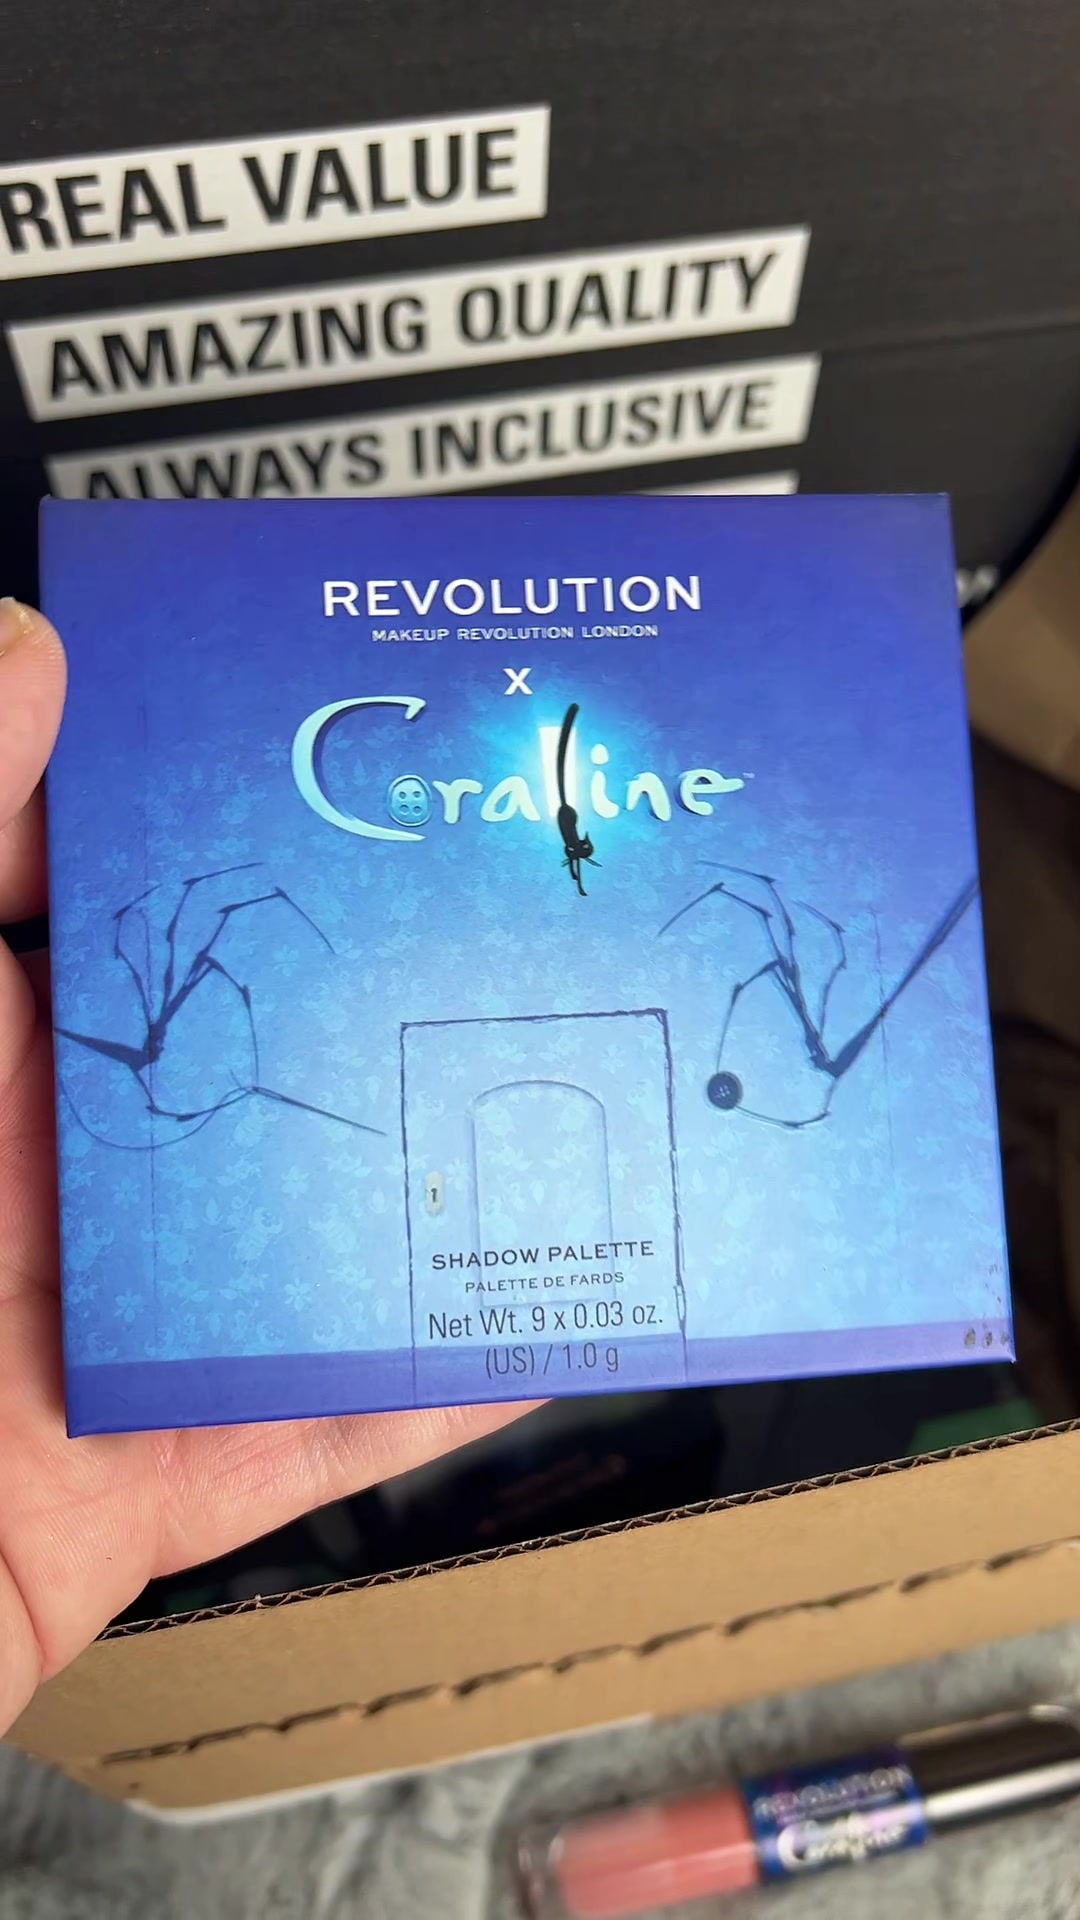 REAL VALUE
AMAZING QUALITY
ALWAYS INCLUSIVE
REVOLUTION
MAKEUP REVOLUTION LONDON
X
Coraline
SHADOW PALETTE
PALETTE DE FARDS
Net Wt. 9 x 0.03 oz.
(US) / 1.0 g
REVOLUTION
Coraline